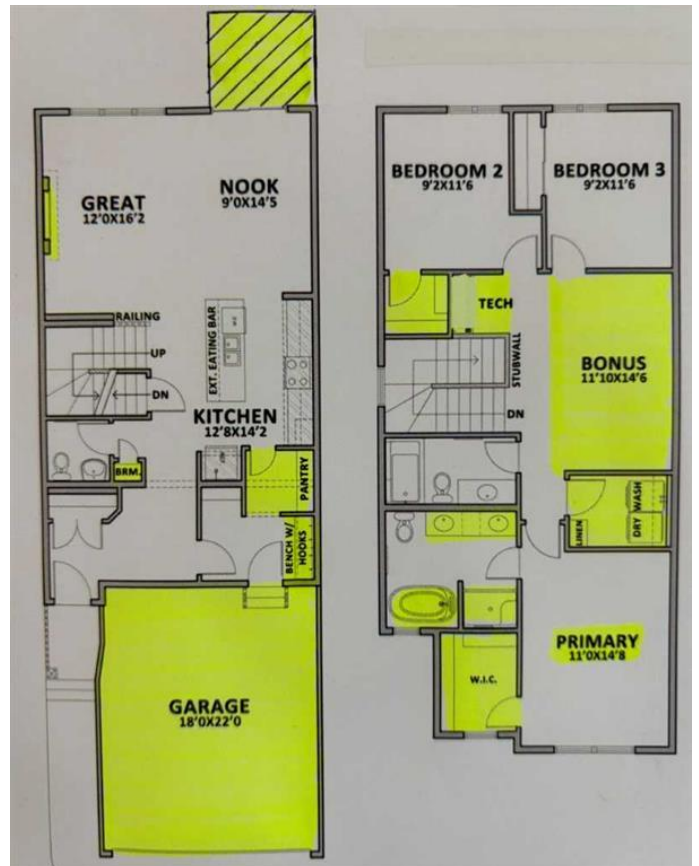 GREAT
12'0X16'2
NOOK
9'0X14'5
RAILING
UP
DN
EXT. EATING BAR
KITCHEN
12'8X14'2
BRM.
PANTRY
BENCH W/
HOOKS
GARAGE
18'0X22'0
BEDROOM 2
9'2X11'6
BEDROOM 3
9'2X11'6
TECH
STUBWALL
BONUS
11'10X14'6
DN
LINEN
DRY
WASH
PRIMARY
11'0X14'8
W.I.C.